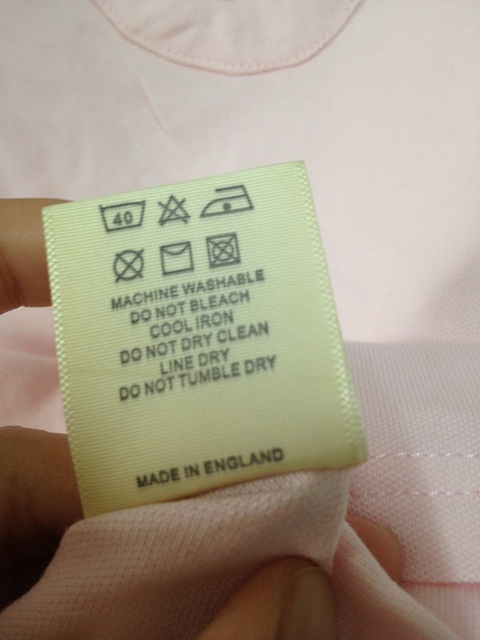 40
MACHINE WASHABLE
DO NOT BLEACH
COOL IRON
DO NOT DRY CLEAN
LINE DRY
DO NOT TUMBLE DRY
MADE IN ENGLAND